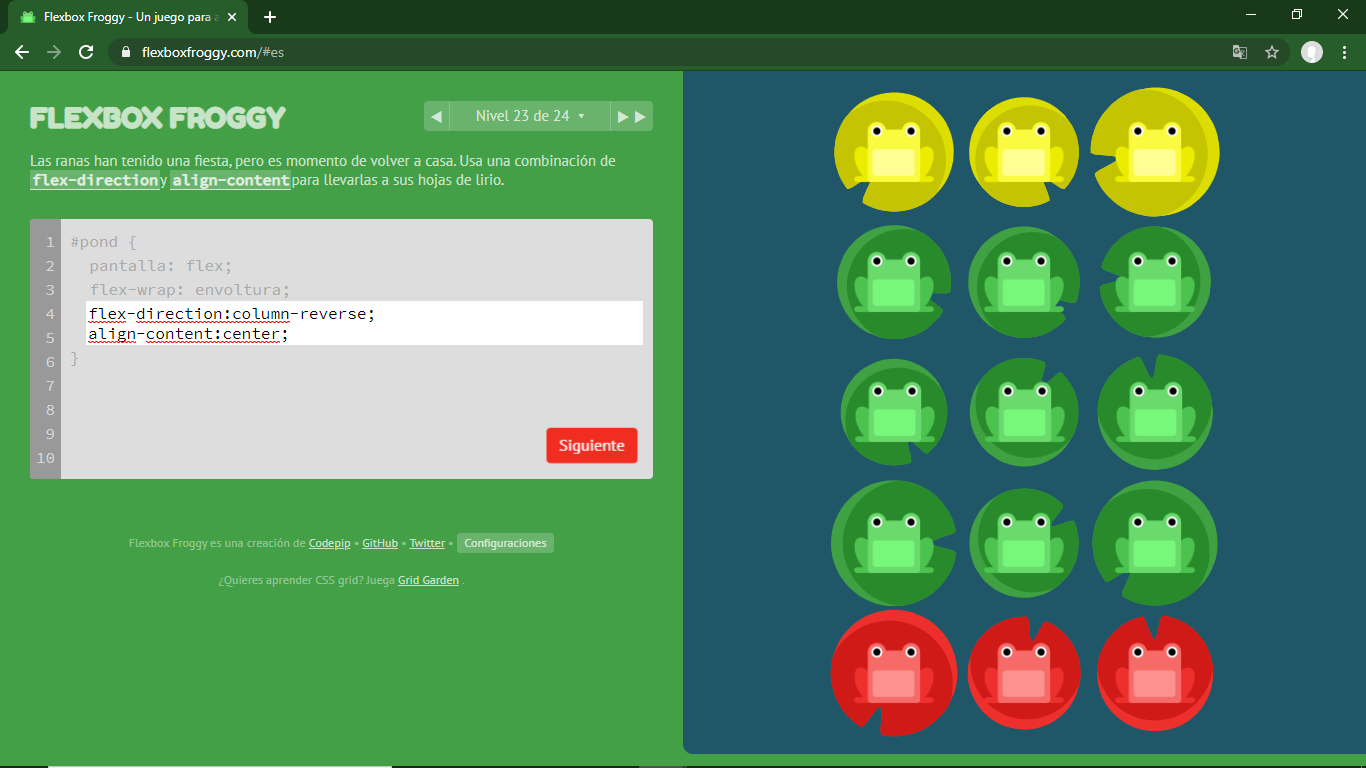 Flexbox Froggy - Un juego para a
flexboxfroggy.com/#es
FLEXBOX FROGGY
Nivel 23 de 24
Las ranas han tenido una fiesta, pero es momento de volver a casa. Usa una combinación de
flex-direction y align-content para llevarlas a sus hojas de lirio.
1 #pond {
2 pantalla: flex;
3 flex-wrap: envoltura;
4 flex-direction:column-reverse;
5 align-content:center;
6 }
7
8
9
10
Siguiente
Flexbox Froggy es una creación de Codepip • GitHub • Twitter • Configuraciones
¿Quieres aprender CSS grid? Juega Grid Garden .